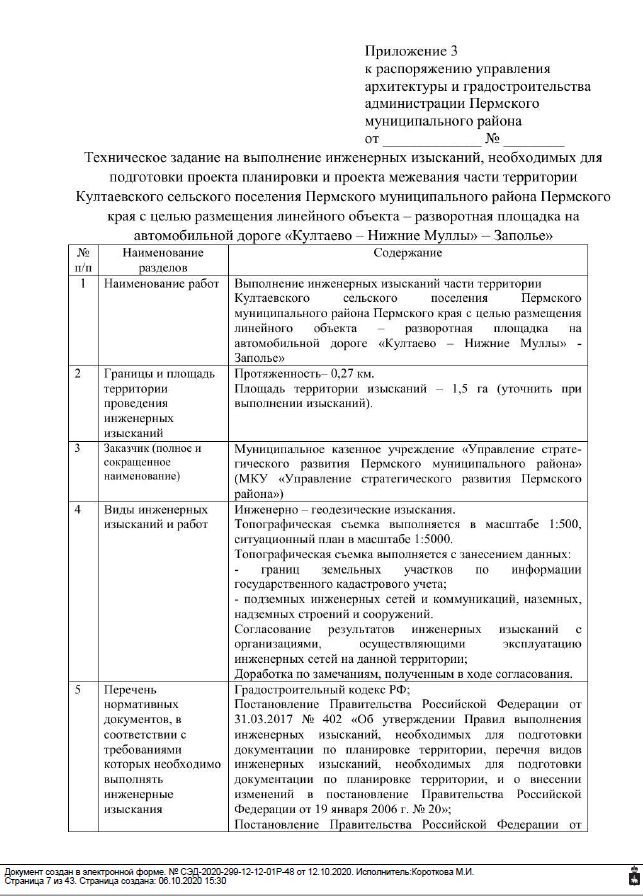 Приложение 3
к распоряжению управления
архитектуры и градостроительства
администрации Пермского
муниципального района
от ______________ № _________
Техническое задание на выполнение инженерных изысканий, необходимых для
подготовки проекта планировки и проекта межевания части территории
Култаевского сельского поселения Пермского муниципального района Пермского
края с целью размещения линейного объекта – разворотная площадка на
автомобильной дороге «Култаево – Нижние Муллы» – Заполье»
№
п/п
Наименование
разделов
Содержание
1
Наименование работ
Выполнение инженерных изысканий части территории
Култаевского сельского поселения Пермского
муниципального района Пермского края с целью размещения
линейного объекта – разворотная площадка на
автомобильной дороге «Култаево – Нижние Муллы» -
Заполье»
2
Границы и площадь
территории
проведения
инженерных
изысканий
Протяженность– 0,27 км.
Площадь территории изысканий – 1,5 га (уточнить при
выполнении изысканий).
3
Заказчик (полное и
сокращенное
наименование)
Муниципальное казенное учреждение «Управление страте-
гического развития Пермского муниципального района»
(МКУ «Управление стратегического развития Пермского
района»)
4
Виды инженерных
изысканий и работ
Инженерно – геодезические изыскания.
Топографическая съемка выполняется в масштабе 1:500,
ситуационный план в масштабе 1:5000.
Топографическая съемка выполняется с занесением данных:
- границ земельных участков по информации
государственного кадастрового учета;
- подземных инженерных сетей и коммуникаций, наземных,
надземных строений и сооружений.
Согласование результатов инженерных изысканий с
организациями, осуществляющими эксплуатацию
инженерных сетей на данной территории;
Доработка по замечаниям, полученным в ходе согласования.
5
Перечень
нормативных
документов, в
соответствии с
требованиями
которых необходимо
выполнять
инженерные
изыскания
Градостроительный кодекс РФ;
Постановление Правительства Российской Федерации от
31.03.2017 № 402 «Об утверждении Правил выполнения
инженерных изысканий, необходимых для подготовки
документации по планировке территории, перечня видов
инженерных изысканий, необходимых для подготовки
документации по планировке территории, и о внесении
изменений в постановление Правительства Российской
Федерации от 19 января 2006 г. № 20»;
Постановление Правительства Российской Федерации от
Документ создан в электронной форме. № СЭД-2020-299-12-12-01Р-48 от 12.10.2020. Исполнитель:Короткова М.И.
Страница 7 из 43. Страница создана: 06.10.2020 15:30